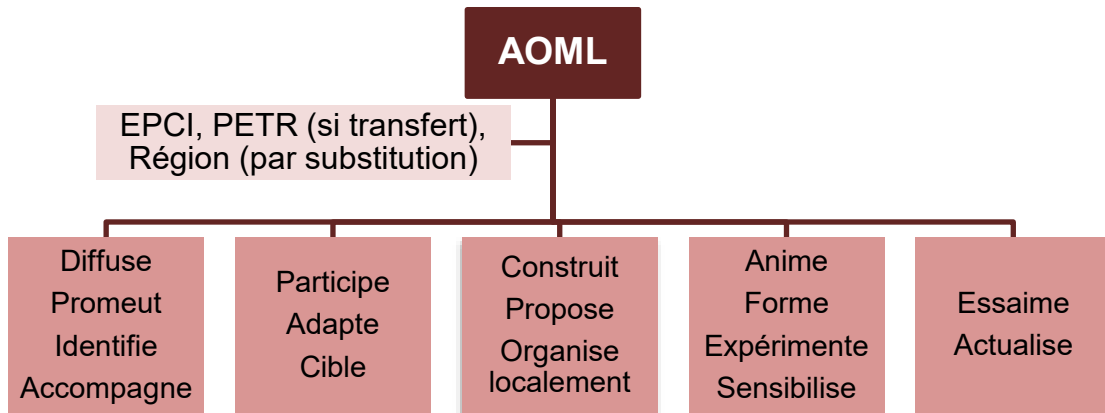 AOML
EPCI, PETR (si transfert),
Région (par substitution)
Diffuse
Promeut
Identifie
Accompagne
Participe
Adapte
Cible
Construit
Propose
Organise
localement
Anime
Forme
Expérimente
Sensibilise
Essaime
Actualise